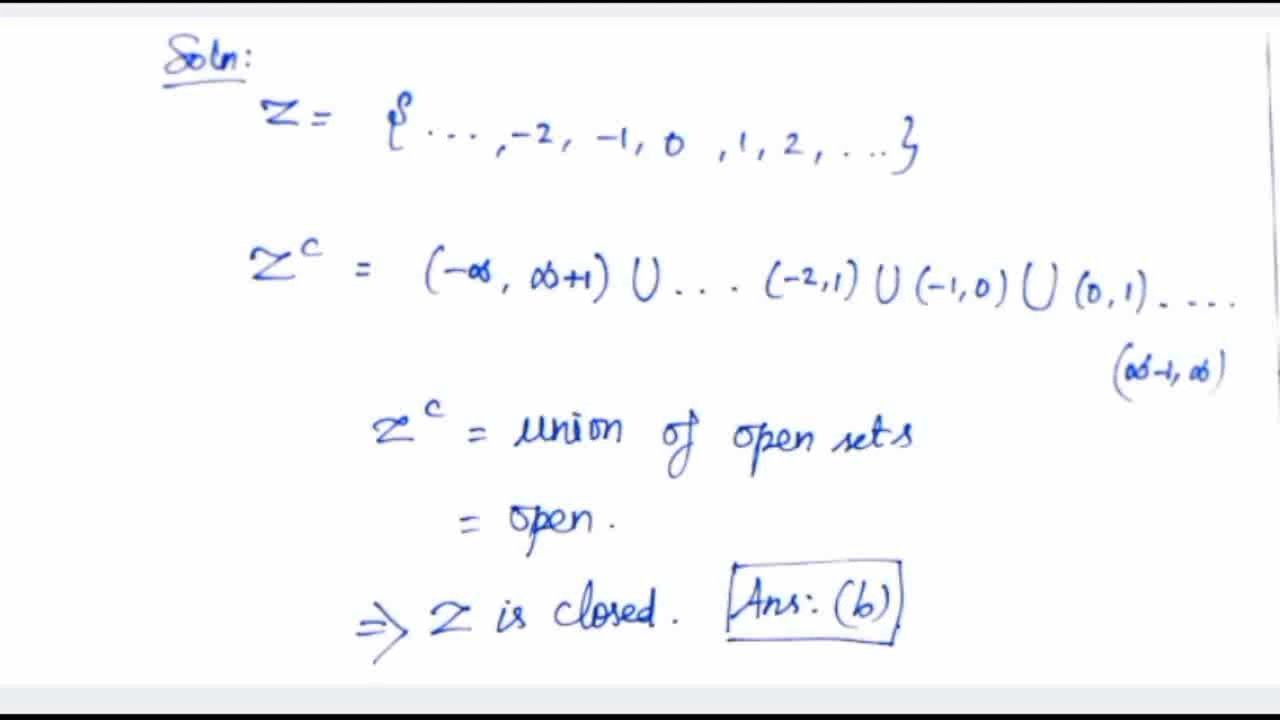 Soln:
Z = {..., -2, -1, 0, 1, 2, ...}
Z^c = (-∞, ∞+1) ∪ ... (-2, 1) ∪ (-1, 0) ∪ (0, 1) ....
(∞-1, ∞)
Z^c = union of open sets
= open.
⇒ Z is closed. Ans: (b)